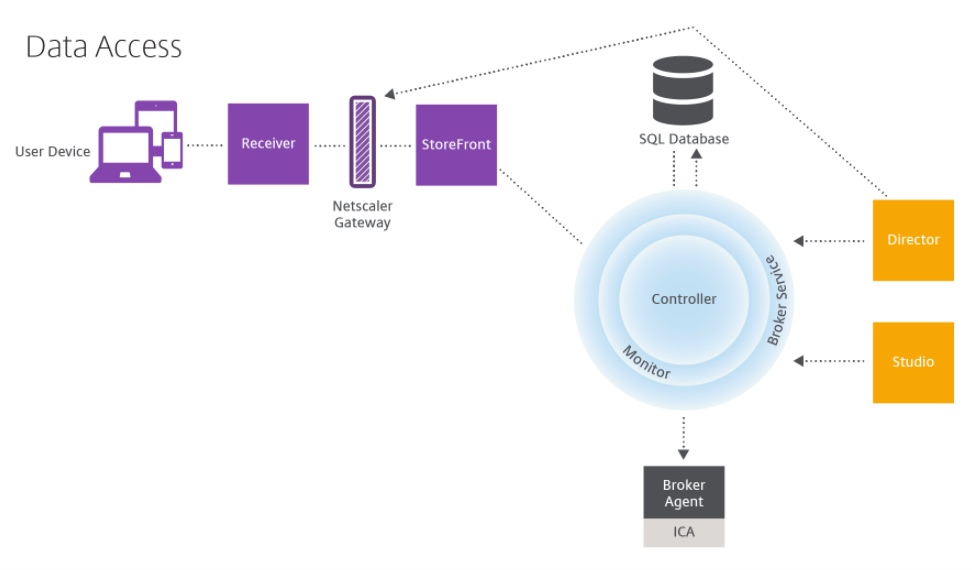 Data Access
User Device
Receiver
Netscaler
Gateway
StoreFront
SQL Database
Controller
Monitor
Broker Service
Director
Studio
Broker
Agent
ICA